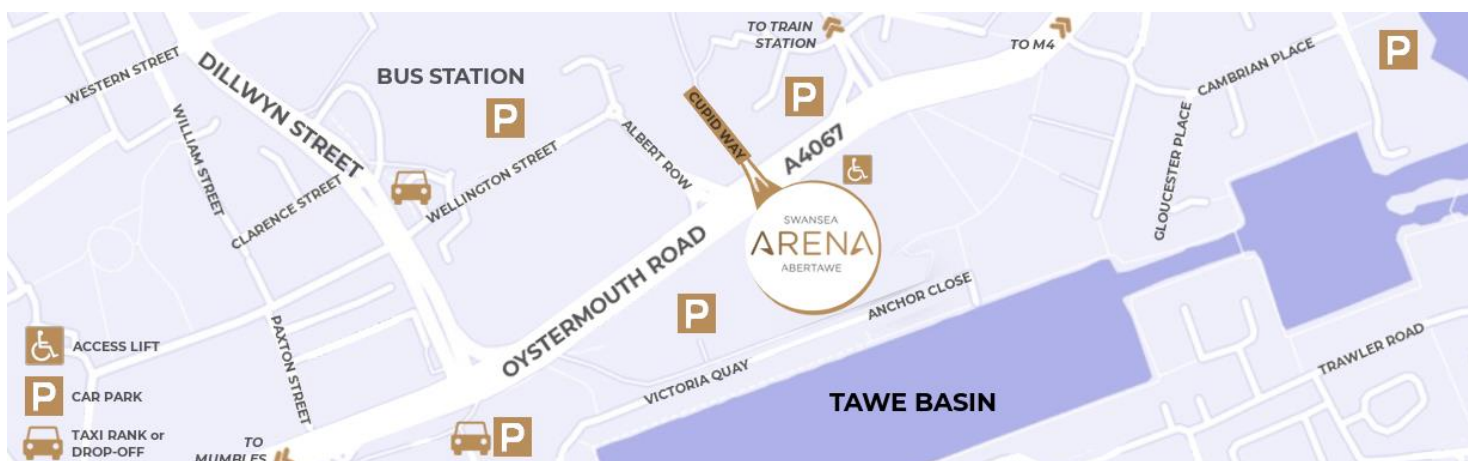 TO TRAIN
STATION
TO M4
P
WESTERN STREET
DILLWYN STREET
BUS STATION
P
P
CUPID WAY
CAMBRIAN PLACE
WILLIAM STREET
ALBERT ROW
A4067
GLOUCESTER PLACE
CLARENCE STREET
WELLINGTON STREET
SWANSEA
ARENA
ABERTAWE
OYSTERMOUTH ROAD
P
ANCHOR CLOSE
PAXTON STREET
VICTORIA QUAY
TAWE BASIN
TRAWLER ROAD
ACCESS LIFT
P
CAR PARK
TAXI RANK or
DROP-OFF
TO
MUMBLES
P